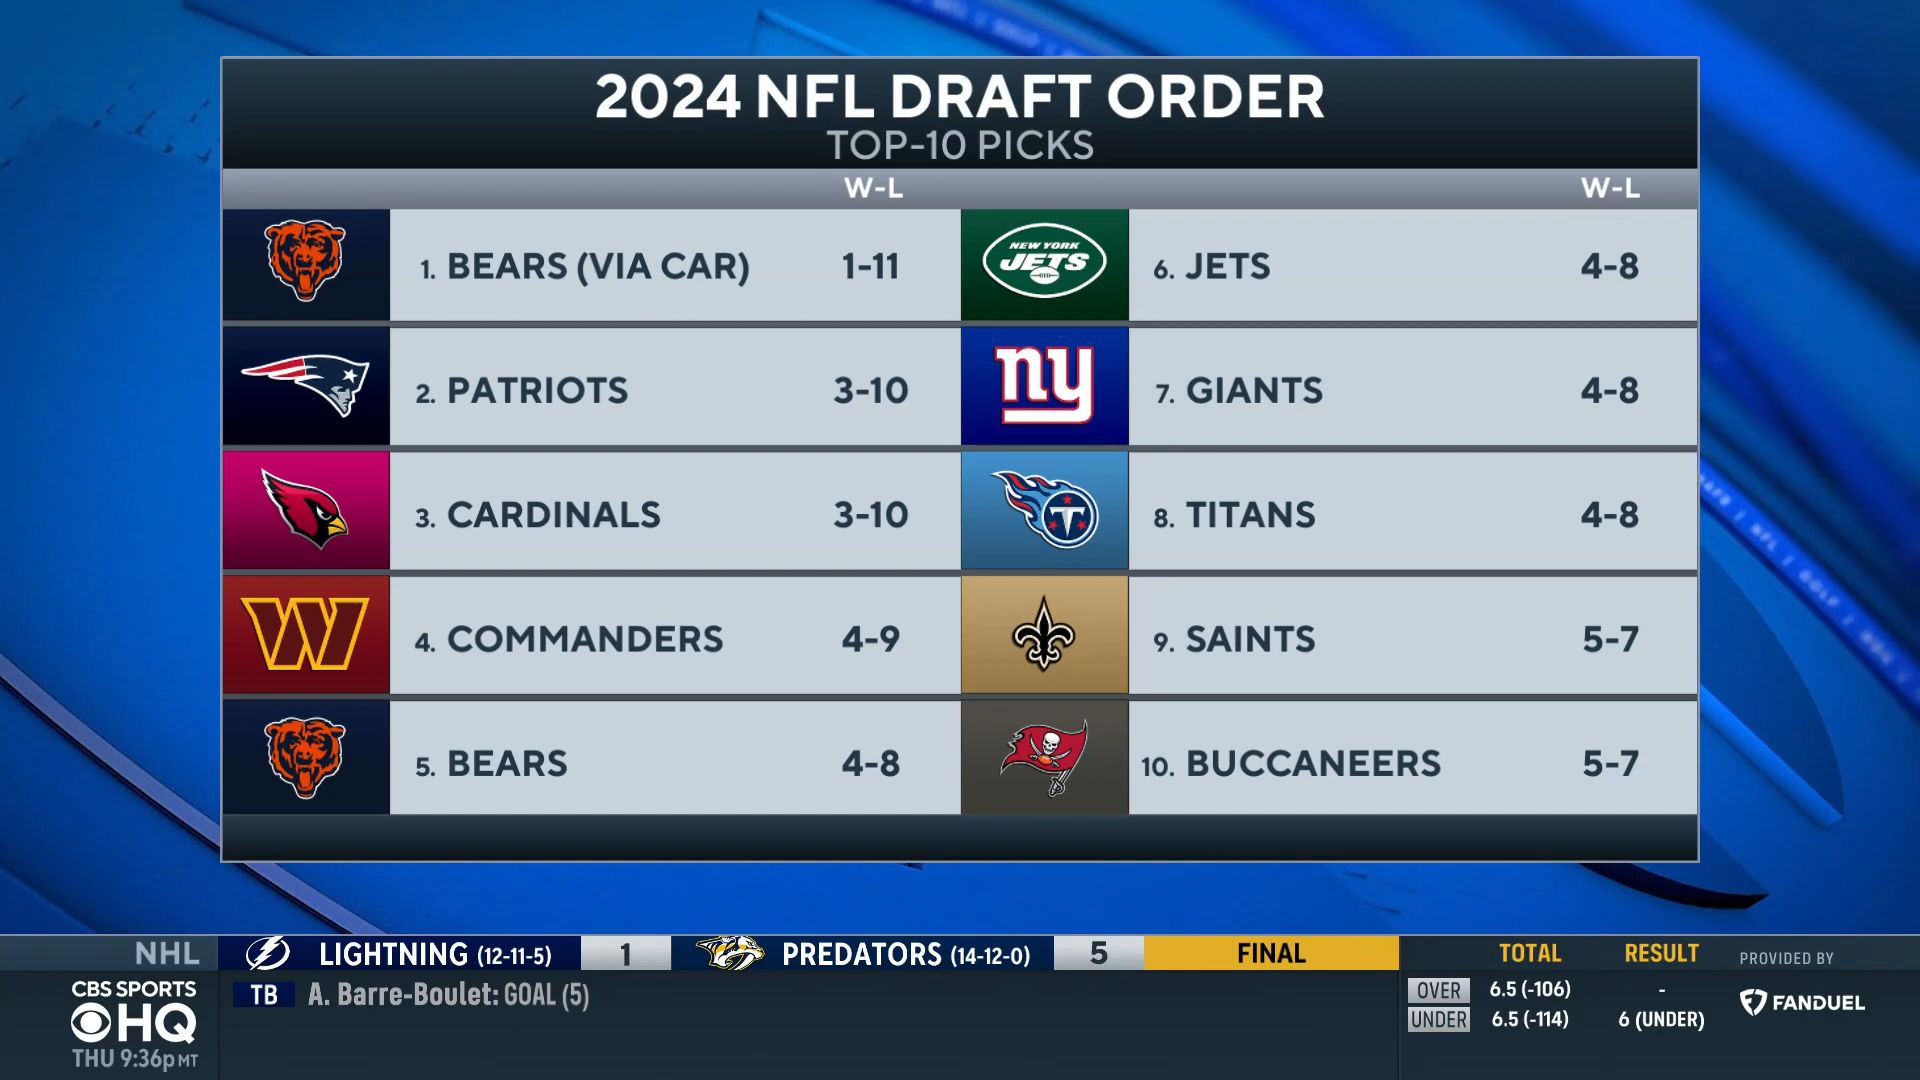 2024 NFL DRAFT ORDER
TOP-10 PICKS
W-L W-L
1. BEARS (VIA CAR) 1-11
2. PATRIOTS 3-10
3. CARDINALS 3-10
4. COMMANDERS 4-9
5. BEARS 4-8
NEW YORK
JETS
6. JETS 4-8
ny
7. GIANTS 4-8
T
8. TITANS 4-8
9. SAINTS 5-7
10. BUCCANEERS 5-7
NHL LIGHTNING (12-11-5) 1 PREDATORS (14-12-0) 5 FINAL
TB A. Barre-Boulet: GOAL (5)
CBS SPORTS
HQ
THU 9:36p MT
TOTAL RESULT
OVER 6.5 (-106) -
UNDER 6.5 (-114) 6 (UNDER)
PROVIDED BY
FANDUEL